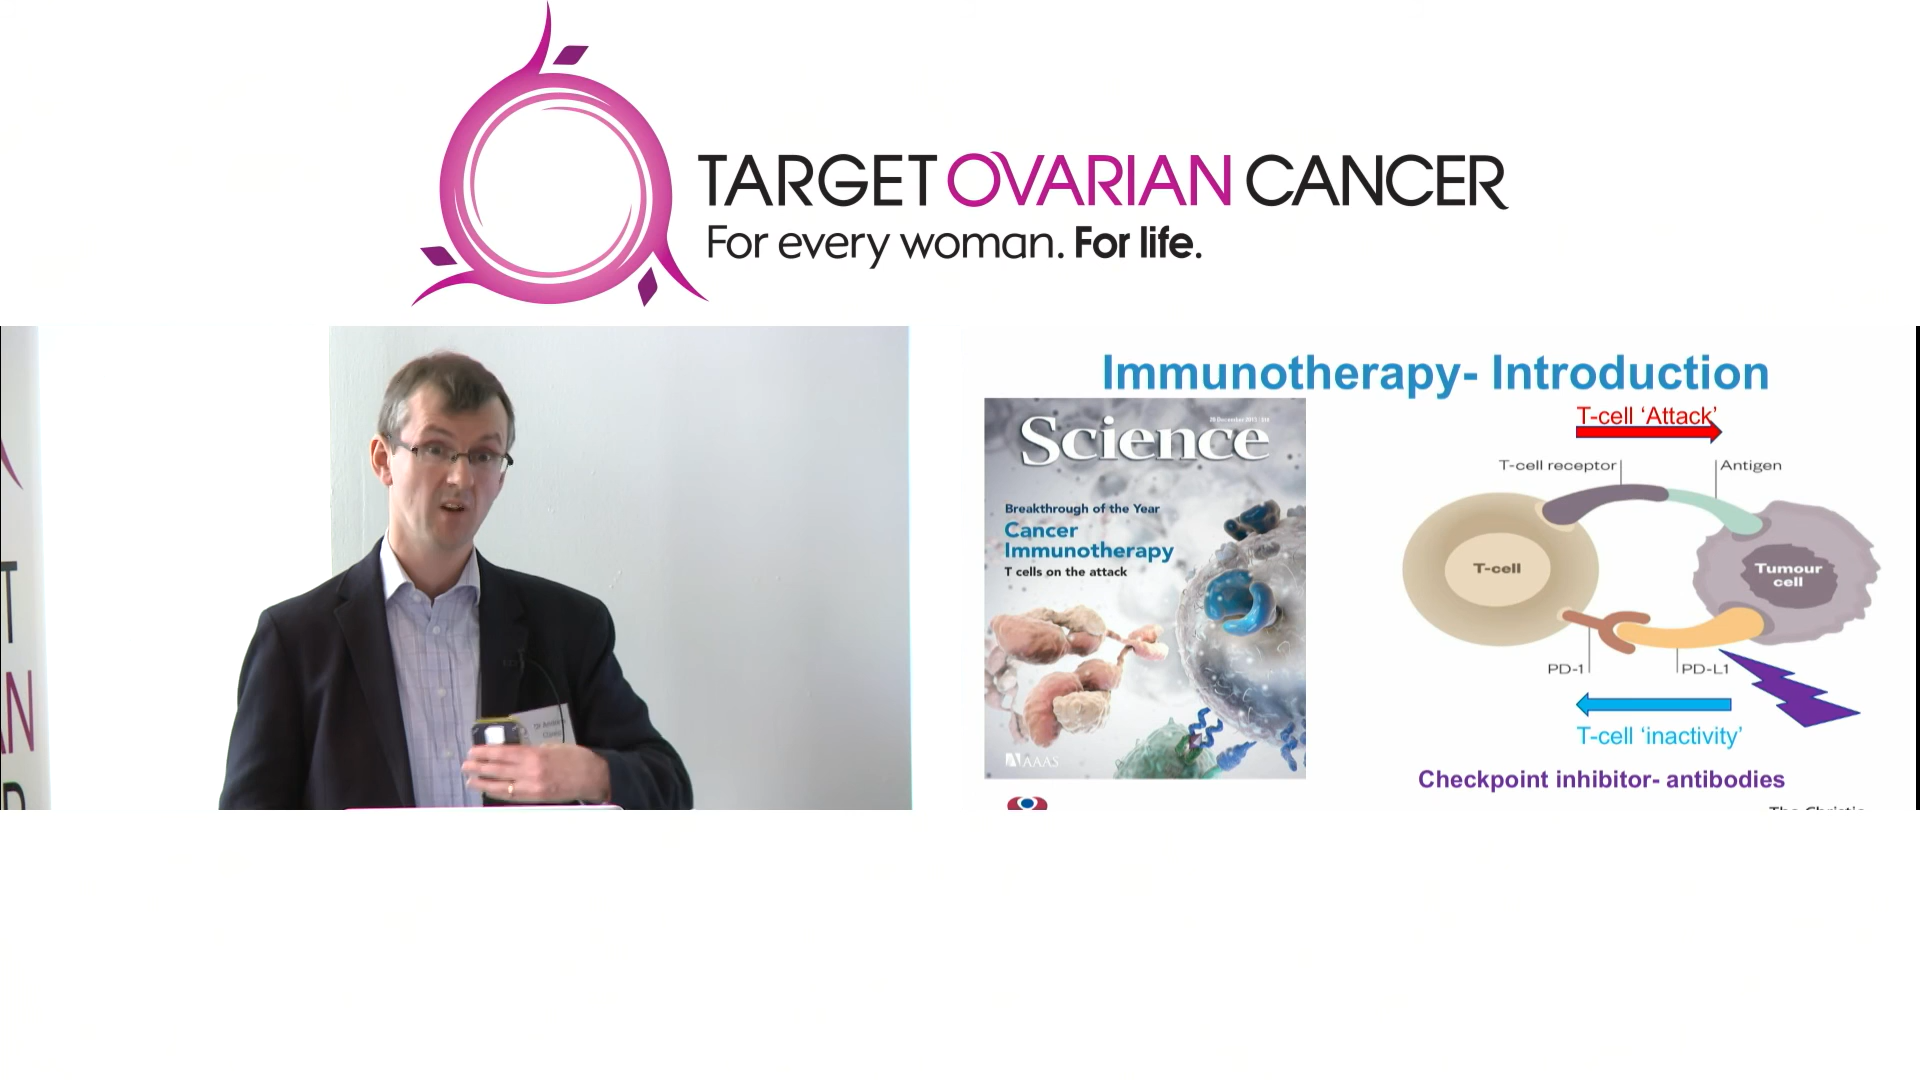 TARGET OVARIAN CANCER
For every woman. For life.
Immunotherapy- Introduction
Science
Breakthrough of the Year
Cancer
Immunotherapy
T cells on the attack
AAAS
T-cell ‘Attack’
T-cell receptor
Antigen
T-cell
Tumour
cell
PD-1
PD-L1
T-cell ‘inactivity’
Checkpoint inhibitor- antibodies